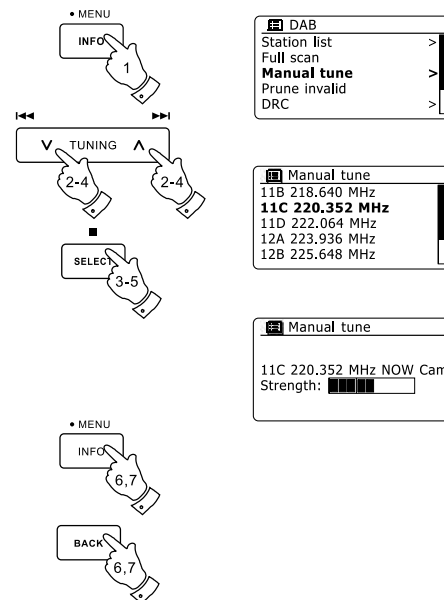 • MENU
INFO
1
TUNING
2-4
2-4
SELECT
3-5
• MENU
INFO
6,7
BACK
6,7
DAB
Station list >
Full scan
Manual tune >
Prune invalid
DRC >
Manual tune
11B 218.640 MHz
11C 220.352 MHz
11D 222.064 MHz
12A 223.936 MHz
12B 225.648 MHz
Manual tune
11C 220.352 MHz NOW Cam
Strength: